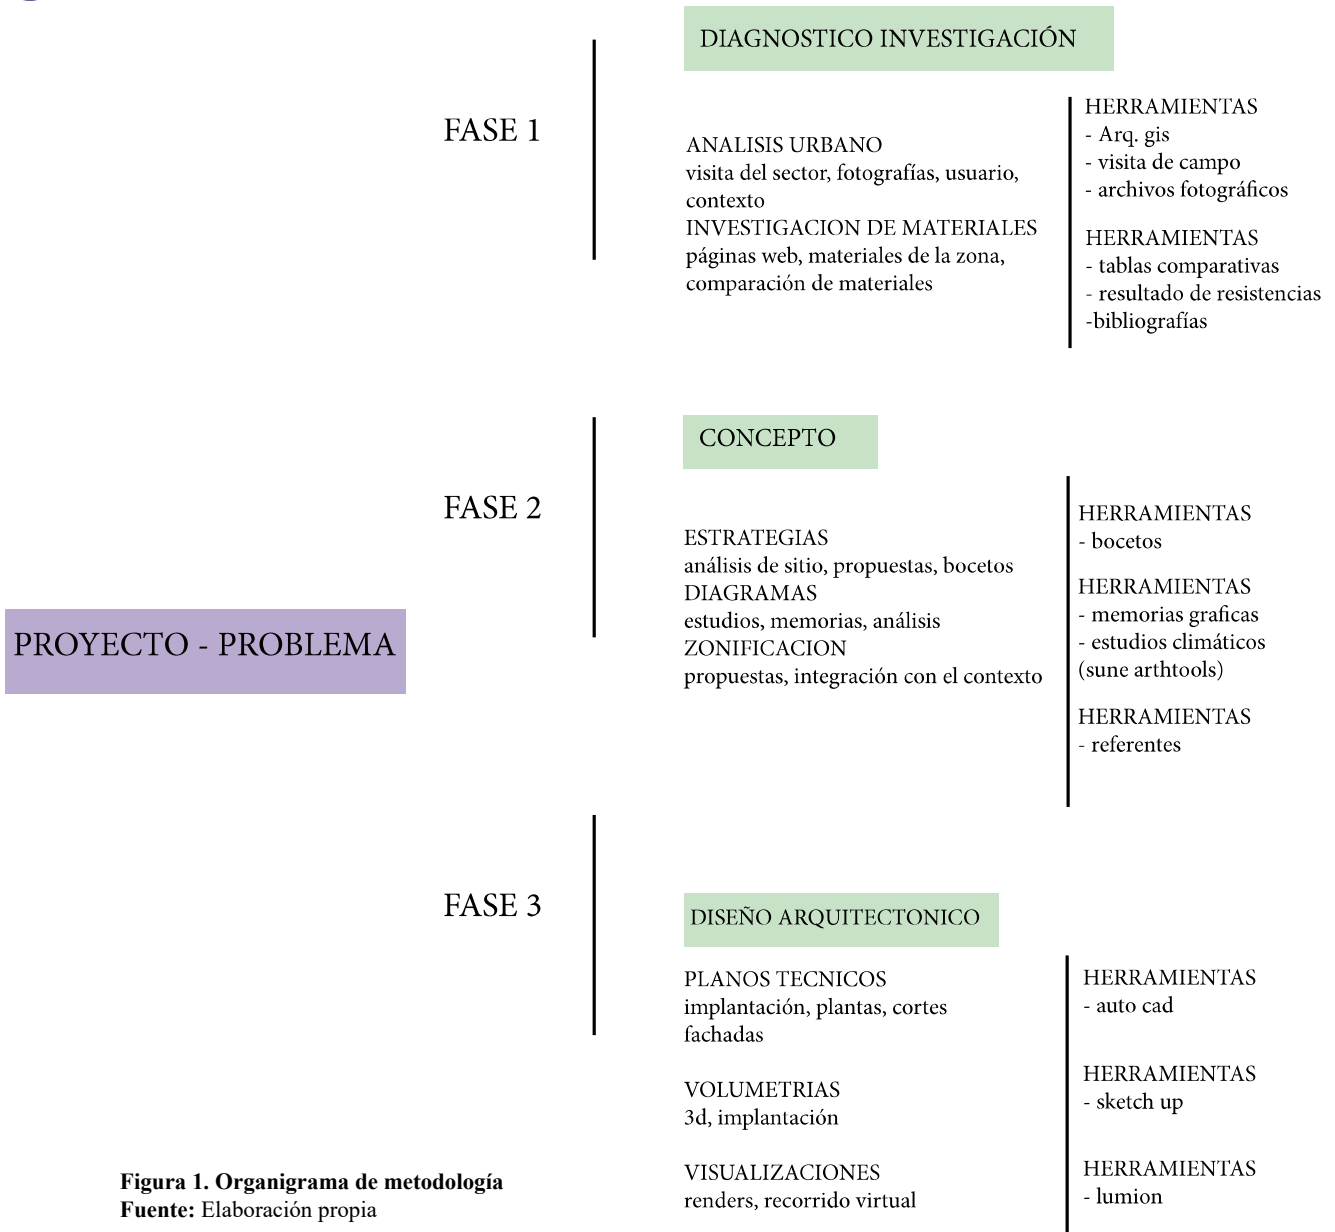 DIAGNOSTICO INVESTIGACIÓN
FASE 1
ANALISIS URBANO
visita del sector, fotografías, usuario,
contexto
INVESTIGACION DE MATERIALES
páginas web, materiales de la zona,
comparación de materiales
HERRAMIENTAS
- Arq. gis
- visita de campo
- archivos fotográficos
HERRAMIENTAS
- tablas comparativas
- resultado de resistencias
-bibliografías
CONCEPTO
FASE 2
ESTRATEGIAS
análisis de sitio, propuestas, bocetos
DIAGRAMAS
estudios, memorias, análisis
ZONIFICACION
propuestas, integración con el contexto
HERRAMIENTAS
- bocetos
HERRAMIENTAS
- memorias graficas
- estudios climáticos
(sune arthtools)
HERRAMIENTAS
- referentes
PROYECTO - PROBLEMA
FASE 3
DISEÑO ARQUITECTONICO
PLANOS TECNICOS
implantación, plantas, cortes
fachadas
VOLUMETRIAS
3d, implantación
VISUALIZACIONES
renders, recorrido virtual
HERRAMIENTAS
- auto cad
HERRAMIENTAS
- sketch up
HERRAMIENTAS
- lumion
Figura 1. Organigrama de metodología
Fuente: Elaboración propia